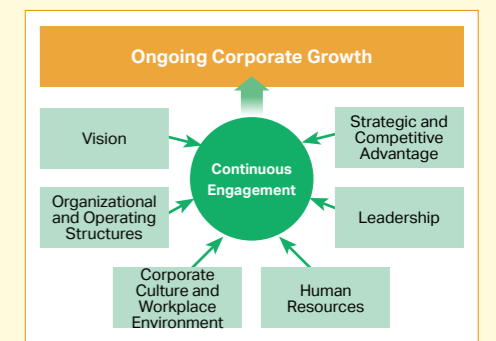 Ongoing Corporate Growth
Vision
Strategic and
Competitive
Advantage
Continuous
Engagement
Organizational
and Operating
Structures
Leadership
Corporate
Culture and
Workplace
Environment
Human
Resources